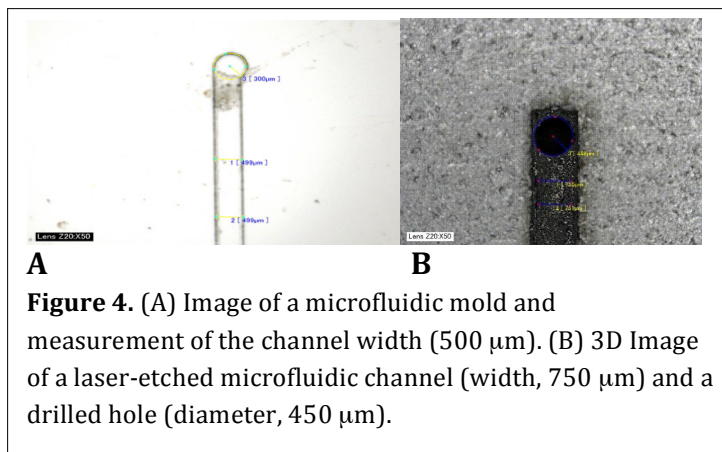 3 [ 300µm ]
1 [ 499µm ]
2 [ 499µm ]
Lens Z20:X50
Lens Z20:X50
A B
Figure 4. (A) Image of a microfluidic mold and
measurement of the channel width (500 µm). (B) 3D Image
of a laser-etched microfluidic channel (width, 750 µm) and a
drilled hole (diameter, 450 µm).